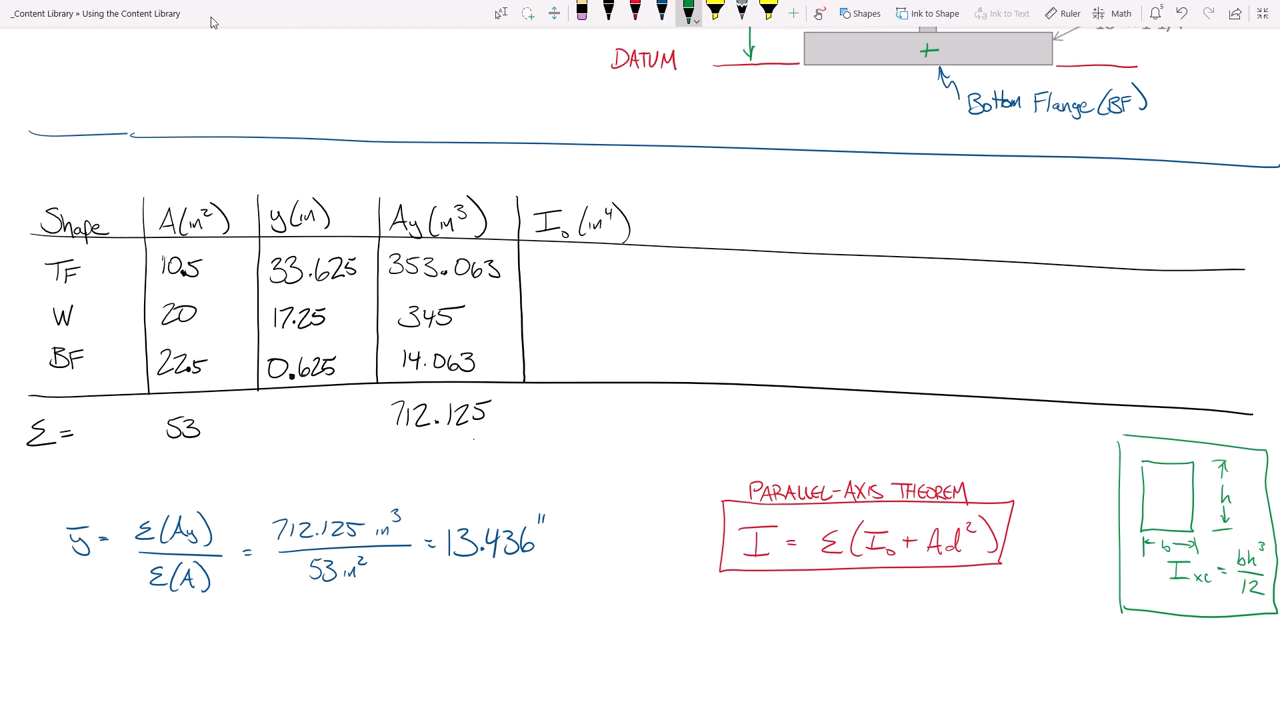 _Content Library » Using the Content Library
Shapes
Ink to Shape
Ink to Text
Ruler
Math
DATUM
Bottom Flange (BF)
Shape A(in²) y(in) Ay(in³) I₀(in⁴)
TF 10.5 33.625 353.063
W 20 17.25 345
BF 22.5 0.625 14.063
Σ= 53 712.125
ȳ = Σ(Ay) / Σ(A) = 712.125 in³ / 53 in² = 13.436"
PARALLEL-AXIS THEOREM
I = Σ(I₀ + Ad²)
h
b
Ixc = bh³/12